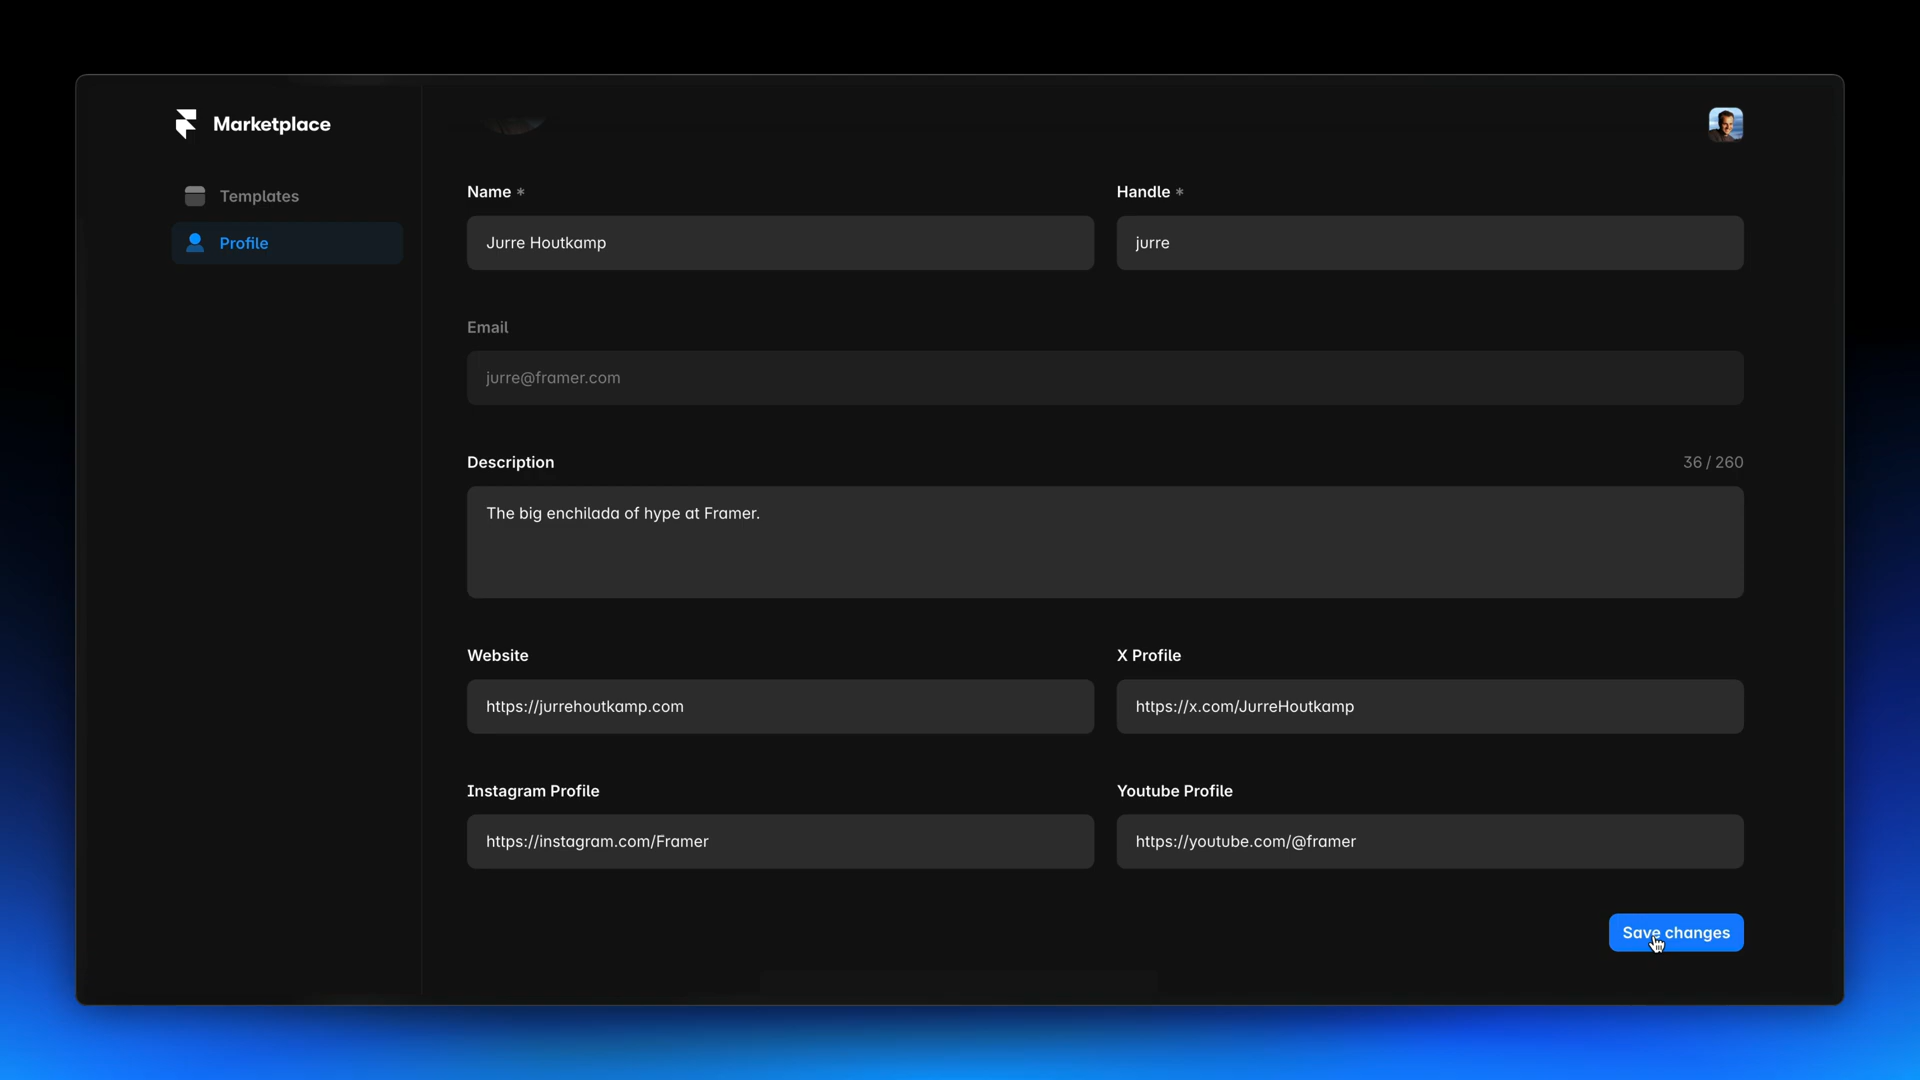 Marketplace
Templates
Profile
Name *
Handle *
Jurre Houtkamp
jurre
Email
jurre@framer.com
Description
36 / 260
The big enchilada of hype at Framer.
Website
X Profile
https://jurrehoutkamp.com
https://x.com/JurreHoutkamp
Instagram Profile
Youtube Profile
https://instagram.com/Framer
https://youtube.com/@framer
Save changes